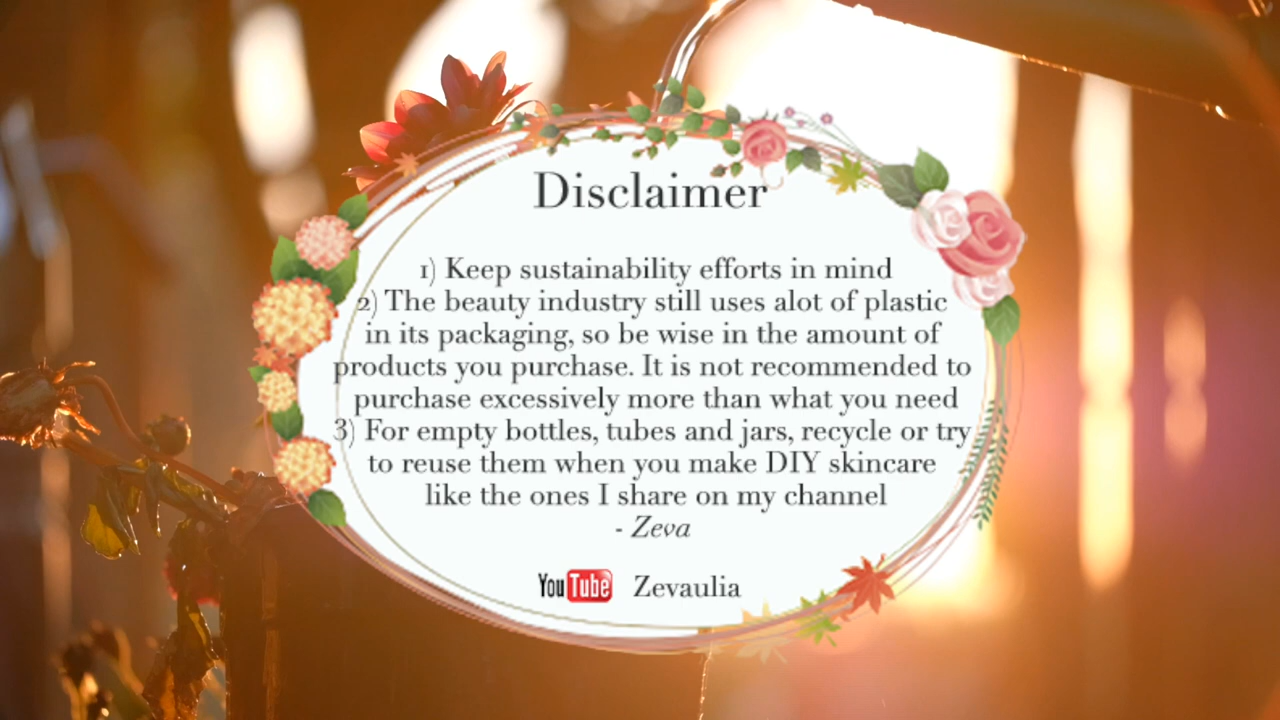 Disclaimer
1) Keep sustainability efforts in mind
2) The beauty industry still uses alot of plastic
in its packaging, so be wise in the amount of
products you purchase. It is not recommended to
purchase excessively more than what you need
3) For empty bottles, tubes and jars, recycle or try
to reuse them when you make DIY skincare
like the ones I share on my channel
- Zeva
YouTube Zevaulia